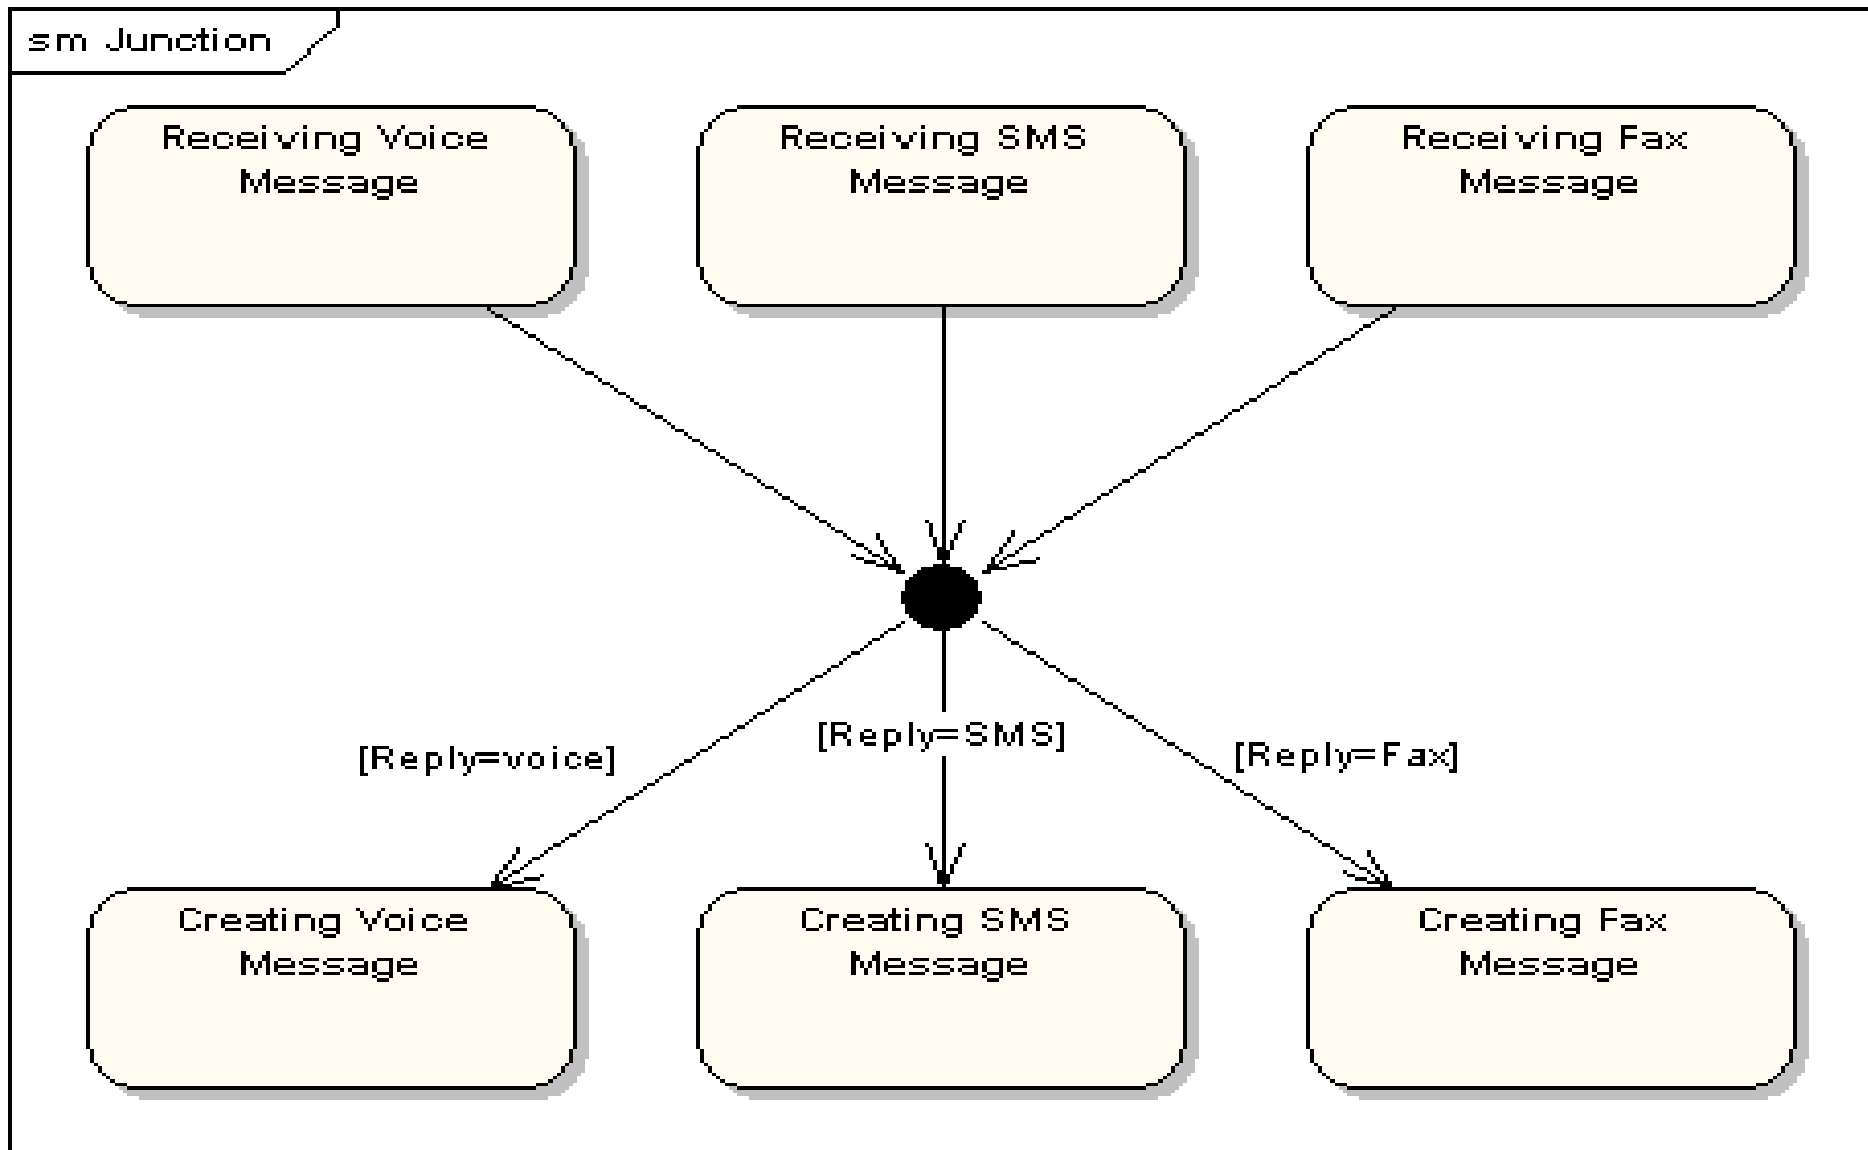 sm Junction
Receiving Voice
Message
Receiving SMS
Message
Receiving Fax
Message
[Reply=voice]
[Reply=SMS]
[Reply=Fax]
Creating Voice
Message
Creating SMS
Message
Creating Fax
Message